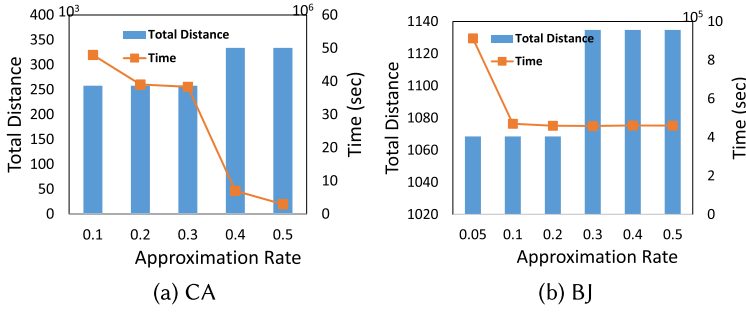 10³ 10⁶
400 350 300 250 200 150 100 50 0
Total Distance
Total Distance
Time
60 50 40 30 20 10 0
Time (sec)
0.1 0.2 0.3 0.4 0.5
Approximation Rate
(a) CA
10⁵
1140 1120 1100 1080 1060 1040 1020
Total Distance
Total Distance
Time
10 8 6 4 2 0
Time (sec)
0.05 0.1 0.2 0.3 0.4 0.5
Approximation Rate
(b) BJ